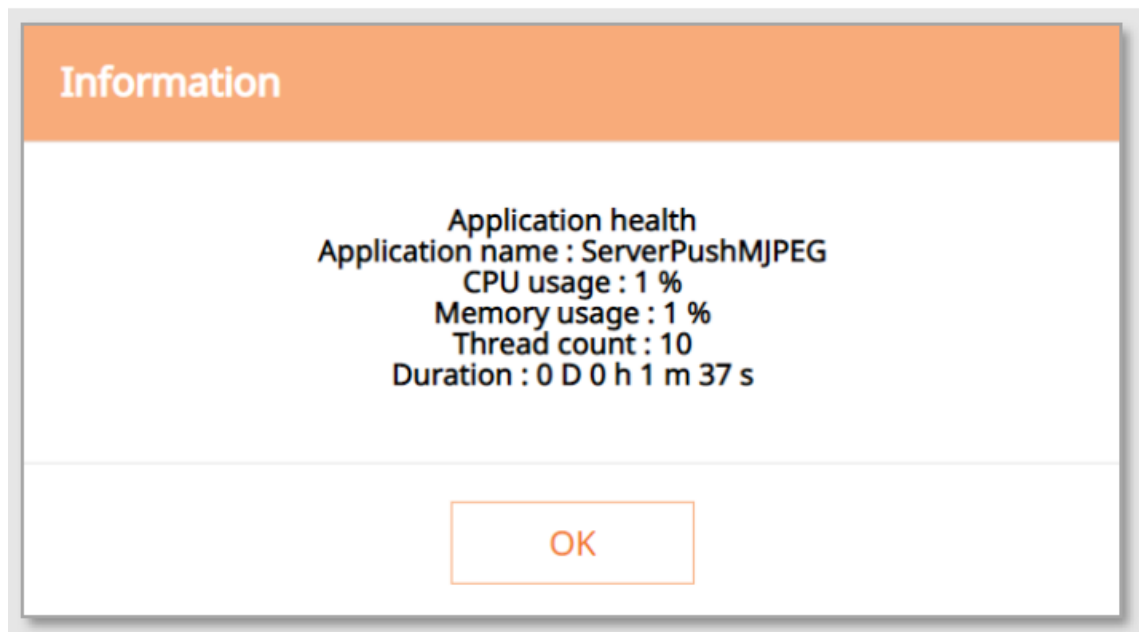 Information
Application health
Application name : ServerPushMJPEG
CPU usage : 1 %
Memory usage : 1 %
Thread count : 10
Duration : 0 D 0 h 1 m 37 s
OK